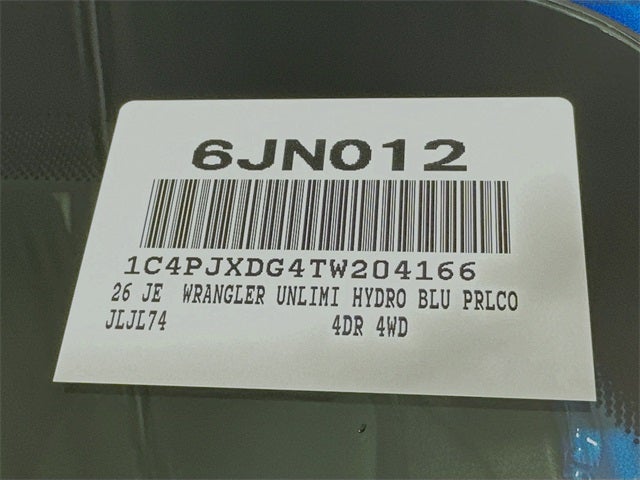 6JN012
1C4PJXDG4TW204166
26 JE WRANGLER UNLIMI HYDRO BLU PRLCO
JLJL74 4DR 4WD